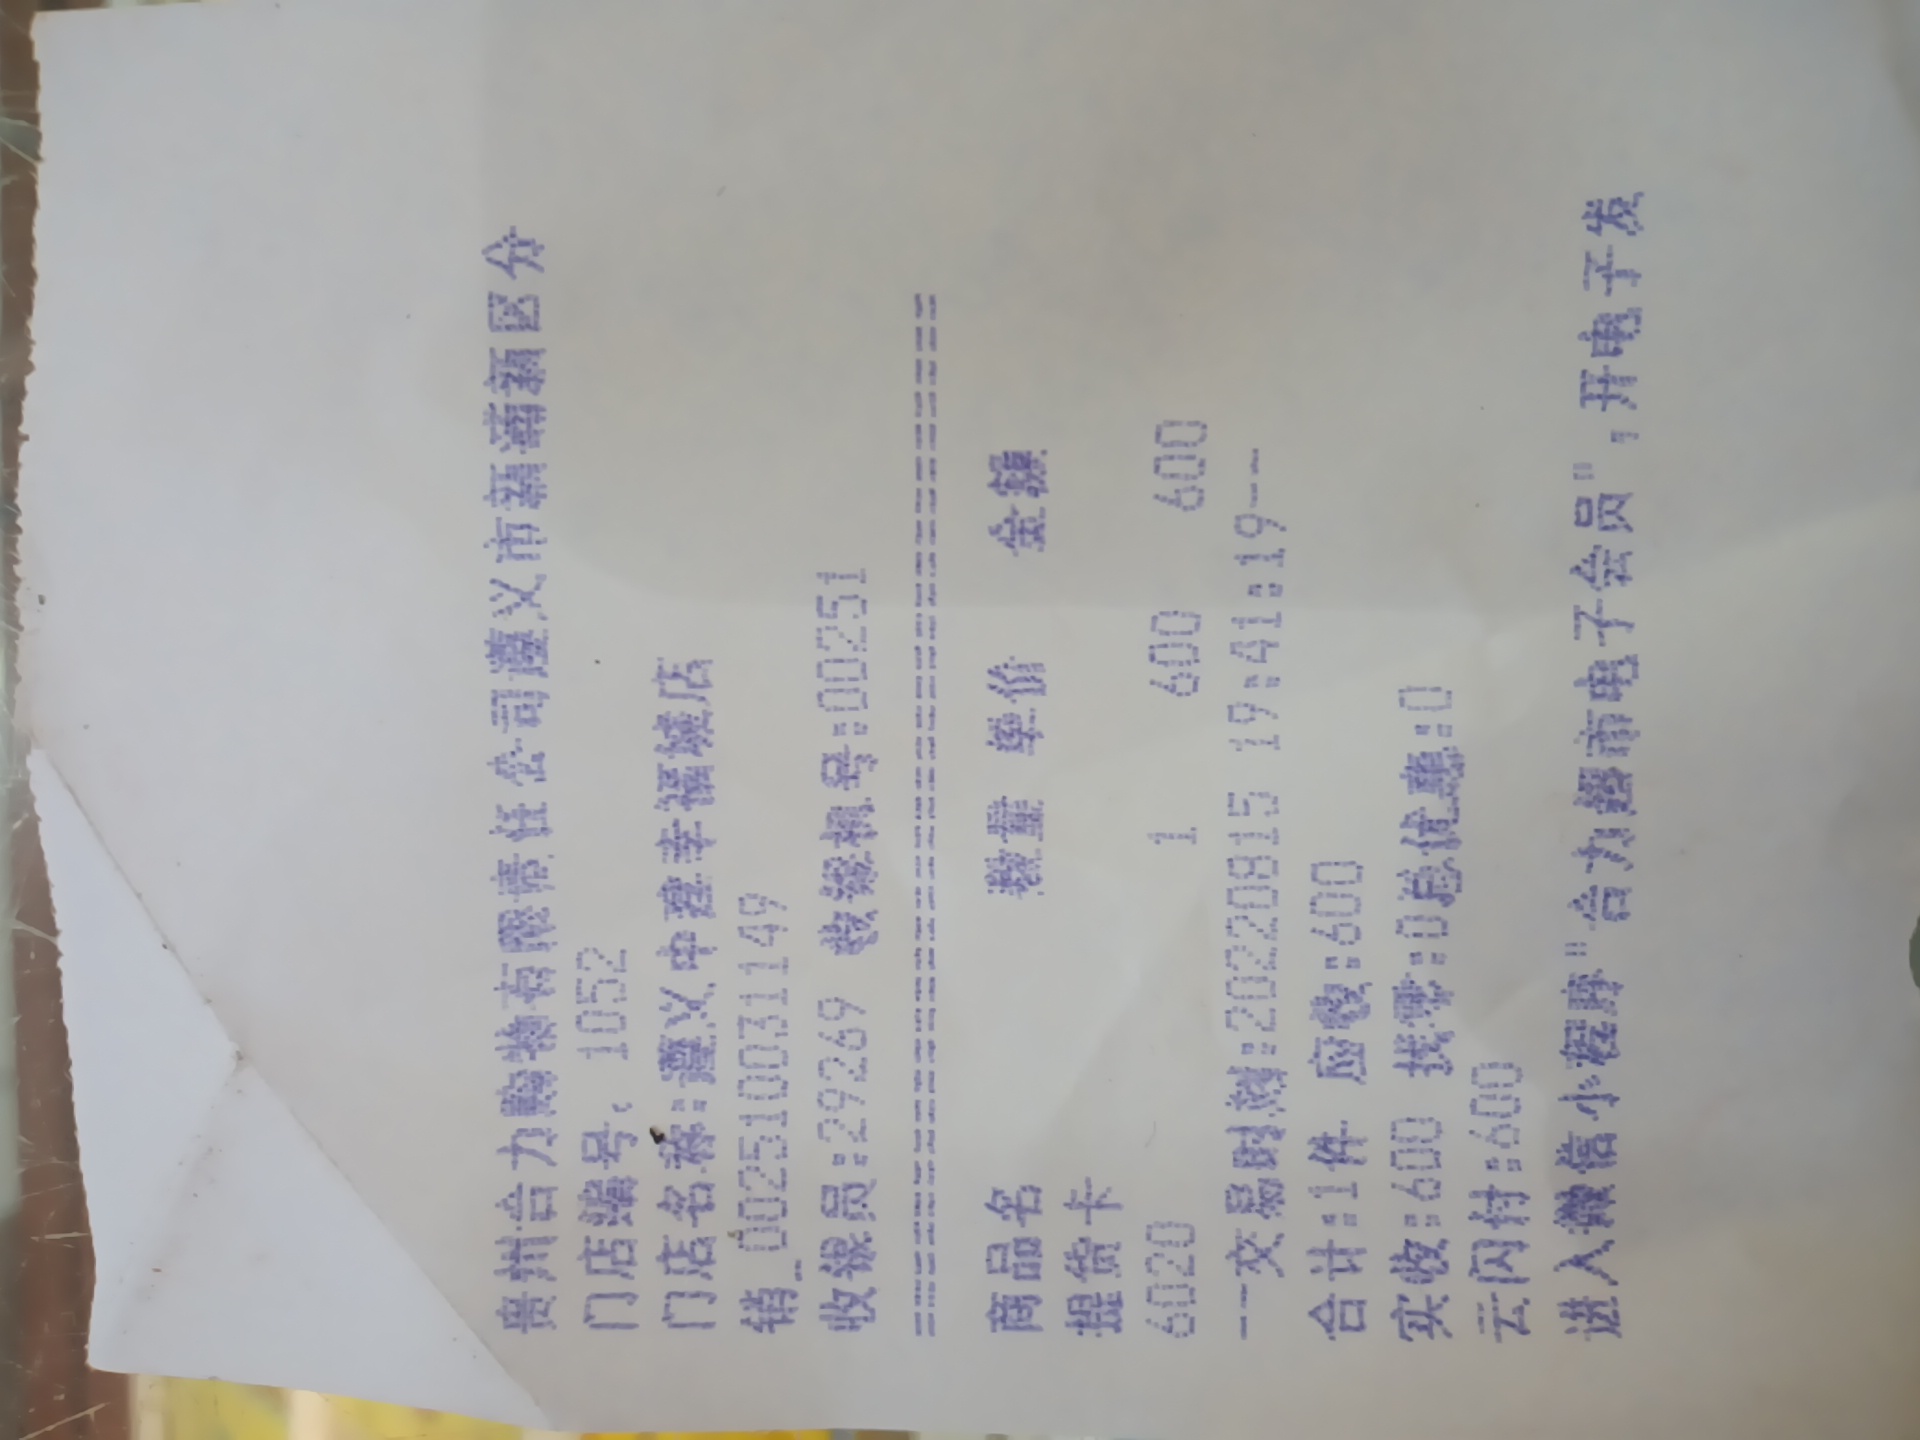 贵州合力购物有限责任公司遵义市新蒲新区分
门店编号: 1052
门店名称:遵义中建幸福城店
销_0025100311149
收银员:29269 收银机号:00251
================================
商品名 数量 单价 金额
提货卡
6020 1 600 600
--交易时刻:20220815 19:41:19--
合计:1件 应收:600
实收:600 找零:0总优惠:0
云闪付:600
进入微信小程序"合力超市电子会员",开电子发